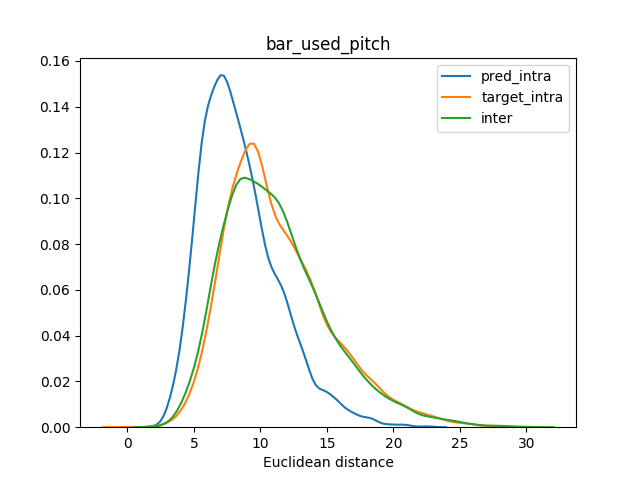 bar_used_pitch
0.16
0.14
0.12
0.10
0.08
0.06
0.04
0.02
0.00
pred_intra
target_intra
inter
0 5 10 15 20 25 30
Euclidean distance